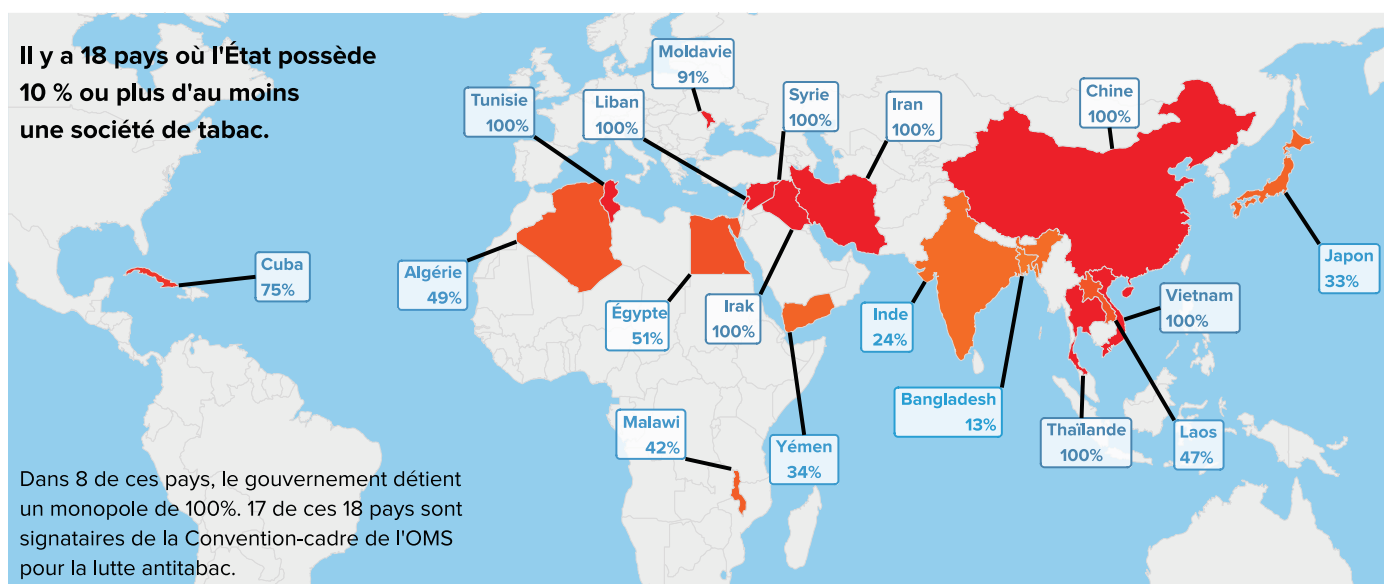 Il y a 18 pays où l'État possède
10 % ou plus d'au moins
une société de tabac.
Moldavie
91%
Tunisie
100%
Liban
100%
Syrie
100%
Iran
100%
Chine
100%
Cuba
75%
Algérie
49%
Égypte
51%
Irak
100%
Inde
24%
Japon
33%
Vietnam
100%
Bangladesh
13%
Malawi
42%
Yémen
34%
Thaïlande
100%
Laos
47%
Dans 8 de ces pays, le gouvernement détient
un monopole de 100%. 17 de ces 18 pays sont
signataires de la Convention-cadre de l'OMS
pour la lutte antitabac.